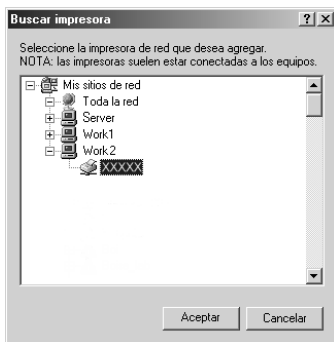 Buscar impresora
Seleccione la impresora de red que desea agregar.
NOTA: las impresoras suelen estar conectadas a los equipos.
Mis sitios de red
Toda la red
Server
Work1
Work2
XXXXX
Aceptar
Cancelar